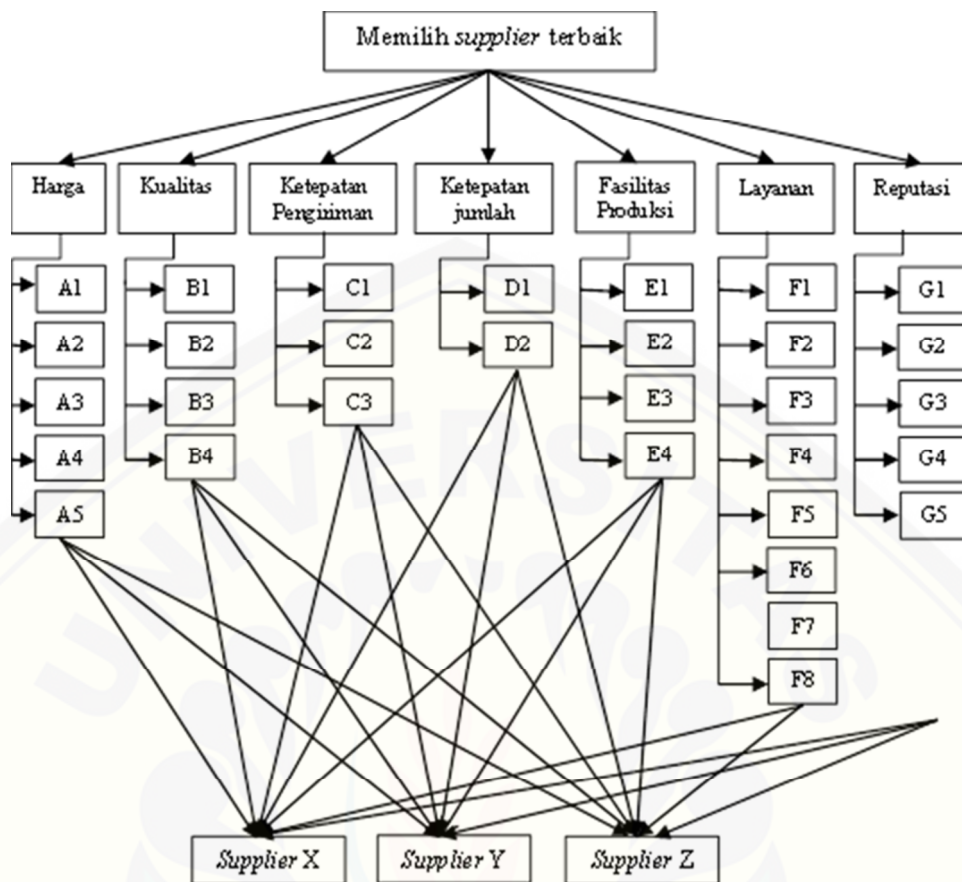 Memilih supplier terbaik
Harga
Kualitas
Ketepatan
Pengiriman
Ketepatan
jumlah
Fasilitas
Produksi
Layanan
Reputasi
A1
A2
A3
A4
A5
B1
B2
B3
B4
C1
C2
C3
D1
D2
E1
E2
E3
E4
F1
F2
F3
F4
F5
F6
F7
F8
G1
G2
G3
G4
G5
Supplier X
Supplier Y
Supplier Z
UNIVERSITAS